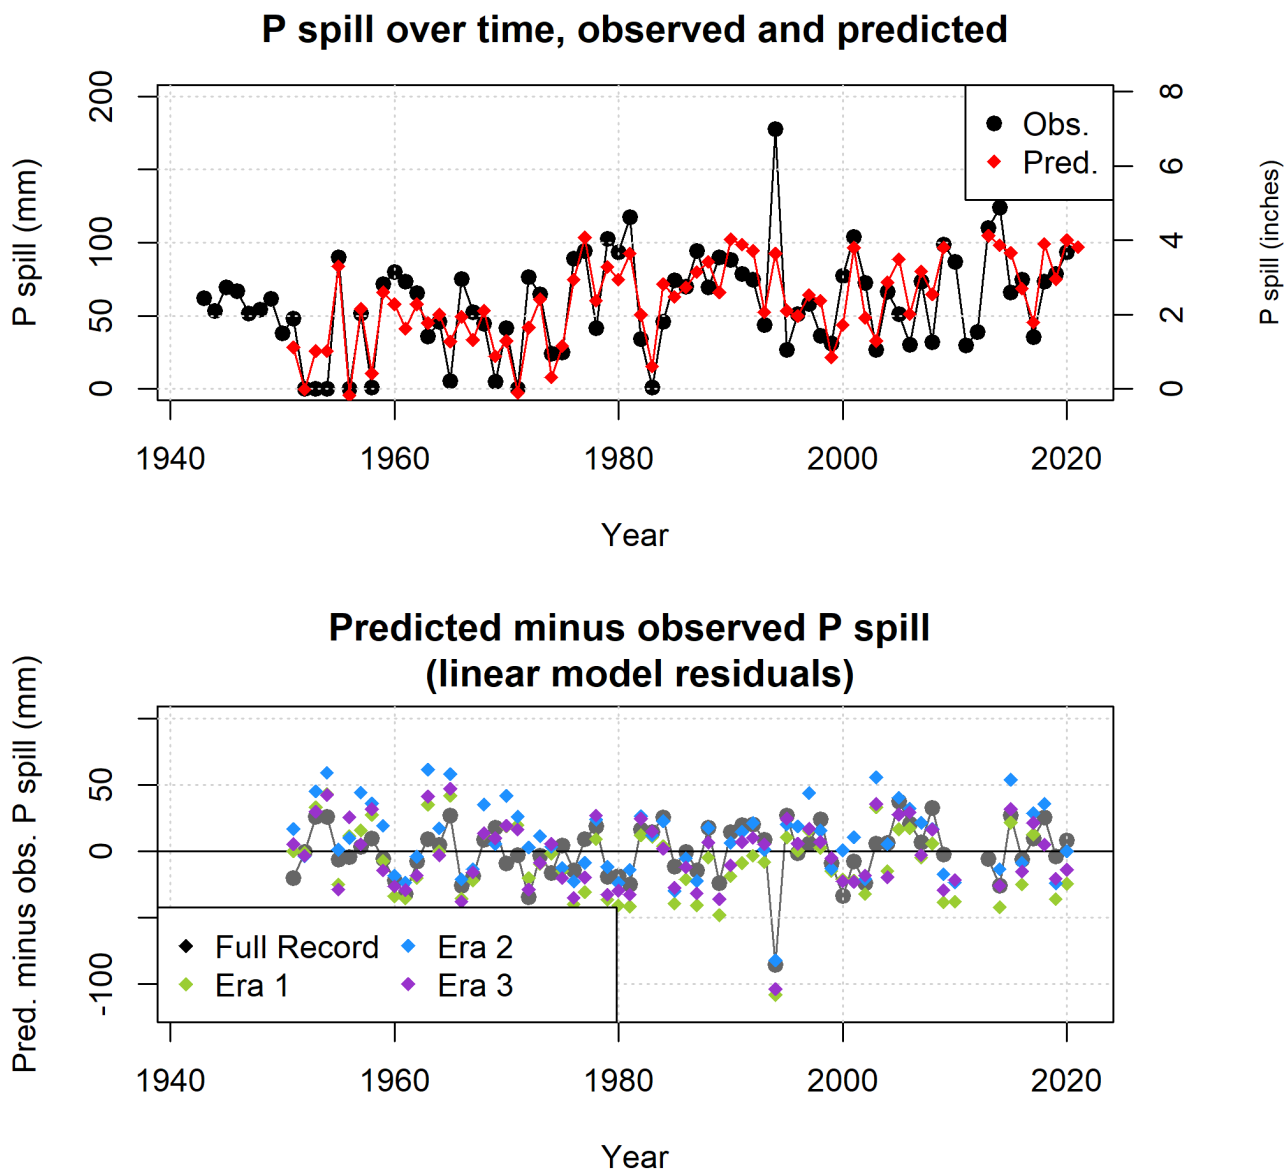 P spill over time, observed and predicted
P spill (mm)
200
100
50
0
8
6
4
2
0
P spill (inches)
Obs.
Pred.
1940 1960 1980 2000 2020
Year
Predicted minus observed P spill
(linear model residuals)
Pred. minus obs. P spill (mm)
50
0
-100
Full Record
Era 1
Era 2
Era 3
1940 1960 1980 2000 2020
Year